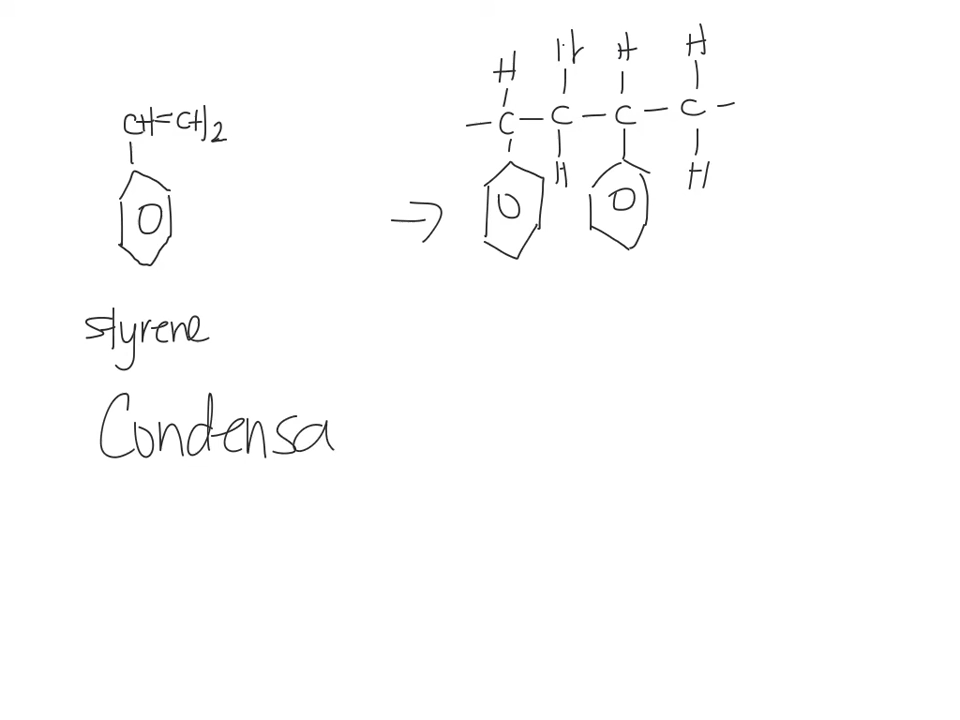 H H H H
CH=CH2
– C – C – C – C –
H H
→
styrene
Condensa